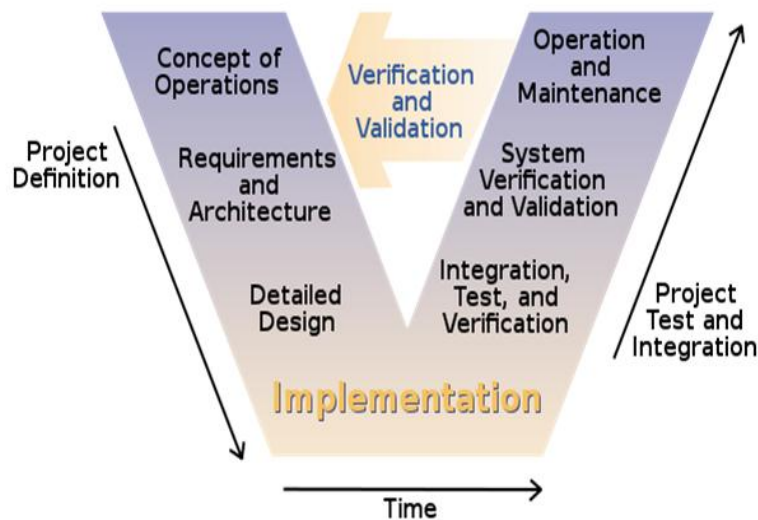 Concept of
Operations
Verification
and
Validation
Operation
and
Maintenance
Project
Definition
Requirements
and
Architecture
System
Verification
and Validation
Detailed
Design
Integration,
Test, and
Verification
Project
Test and
Integration
Implementation
Time